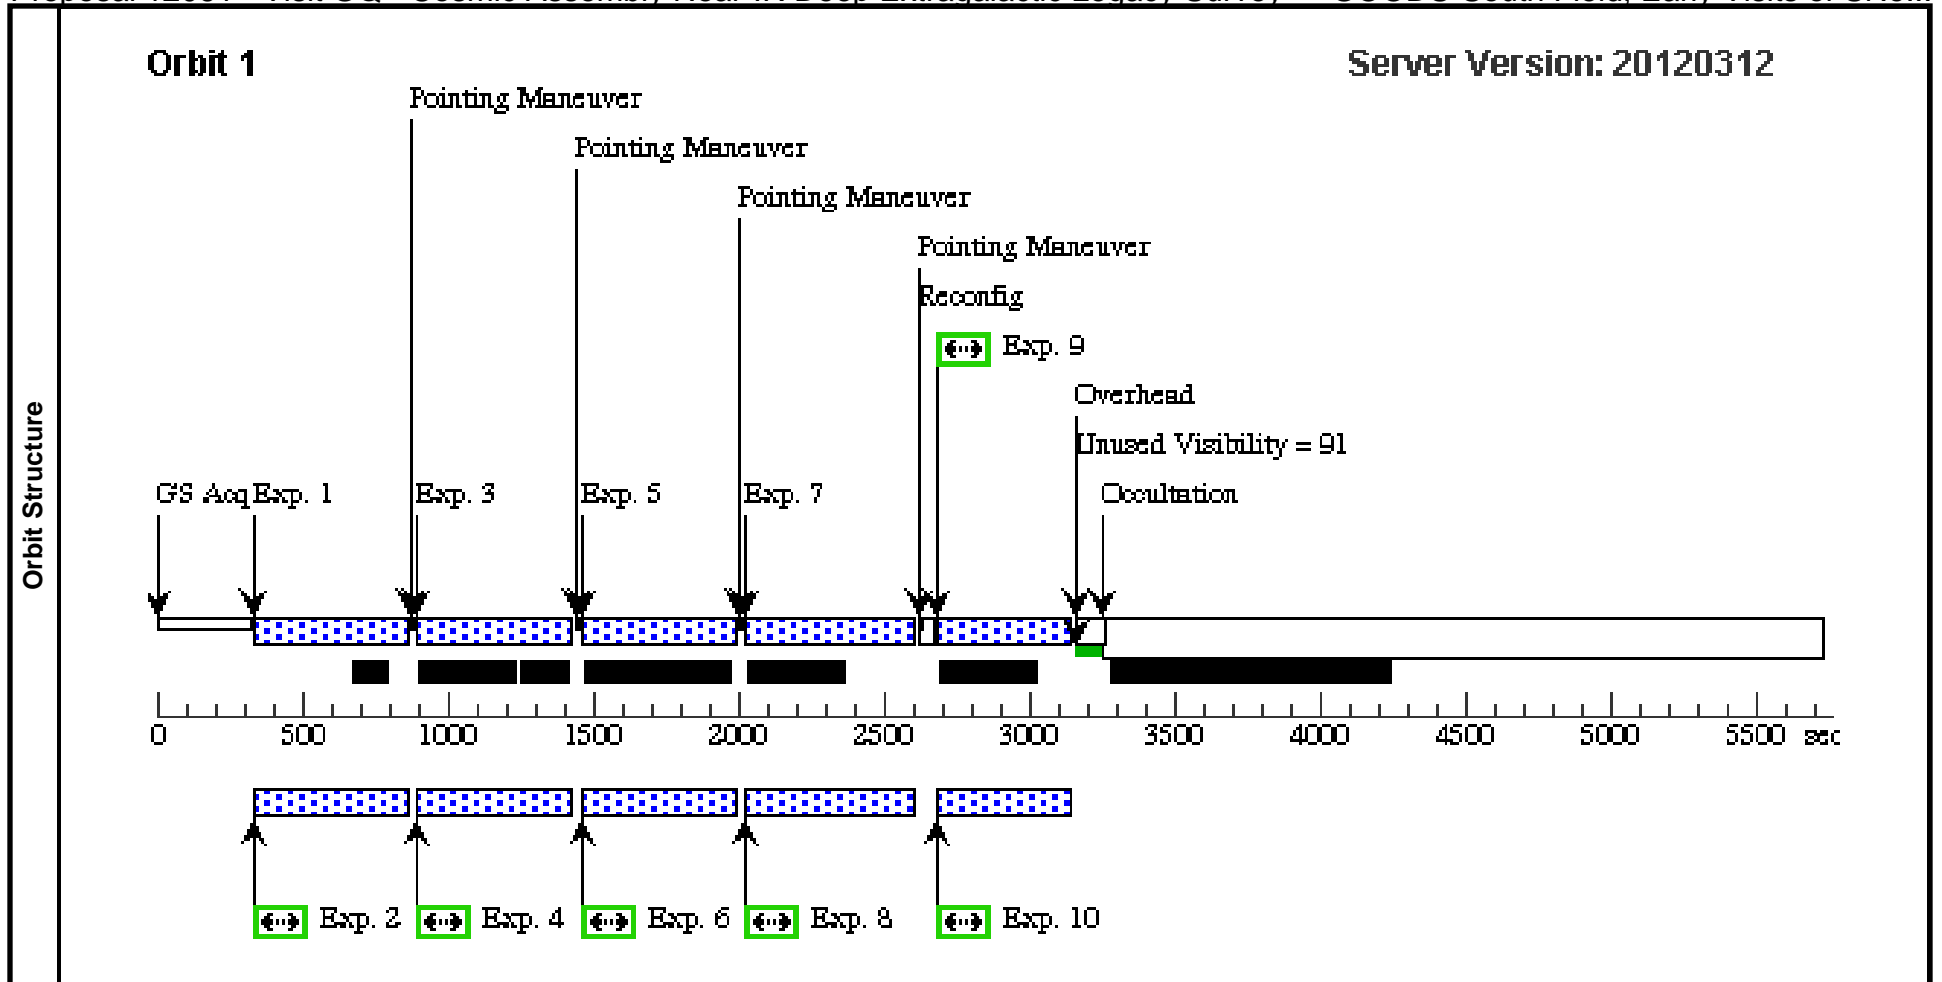 Orbit 1
Server Version: 20120312
Pointing Maneuver
Pointing Maneuver
Pointing Maneuver
Pointing Maneuver
Reconfig
Exp. 9
Overhead
Unused Visibility = 91
GS Acq Exp. 1 Exp. 3 Exp. 5 Exp. 7 Occultation
Orbit Structure
0 500 1000 1500 2000 2500 3000 3500 4000 4500 5000 5500 sec
Exp. 2 Exp. 4 Exp. 6 Exp. 8 Exp. 10